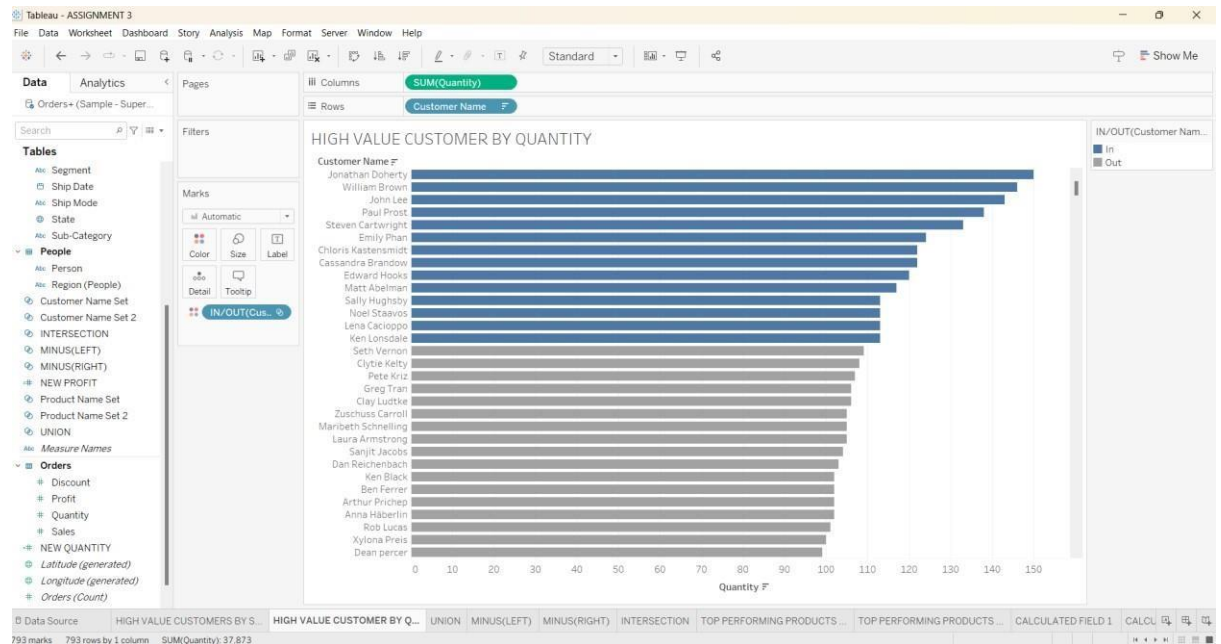 Tableau - ASSIGNMENT 3
File Data Worksheet Dashboard Story Analysis Map Format Server Window Help
Standard
Show Me
Data Analytics
Orders+ (Sample - Super...
Search
Tables
Abc Segment
Ship Date
Abc Ship Mode
State
Abc Sub-Category
People
Abc Person
Abc Region (People)
Customer Name Set
Customer Name Set 2
INTERSECTION
MINUS(LEFT)
MINUS(RIGHT)
=# NEW PROFIT
Product Name Set
Product Name Set 2
UNION
Abc Measure Names
Orders
# Discount
# Profit
# Quantity
# Sales
=# NEW QUANTITY
Latitude (generated)
Longitude (generated)
# Orders (Count)
Pages
Filters
Marks
Automatic
Color Size Label
Detail Tooltip
IN/OUT(Cus..
Columns SUM(Quantity)
Rows Customer Name
HIGH VALUE CUSTOMER BY QUANTITY
Customer Name
Jonathan Doherty
William Brown
John Lee
Paul Prost
Steven Cartwright
Emily Phan
Chloris Kastensmidt
Cassandra Brandow
Edward Hooks
Matt Abelman
Sally Hughsby
Noel Staavos
Lena Cacioppo
Ken Lonsdale
Seth Vernon
Clytie Kelty
Pete Kriz
Greg Tran
Clay Ludtke
Zuschuss Carroll
Maribeth Schnelling
Laura Armstrong
Sanjit Jacobs
Dan Reichenbach
Ken Black
Ben Ferrer
Arthur Prichep
Anna Häberlin
Rob Lucas
Xylona Preis
Dean percer
0 10 20 30 40 50 60 70 80 90 100 110 120 130 140 150
Quantity
IN/OUT(Customer Nam...
In
Out
Data Source HIGH VALUE CUSTOMERS BY S... HIGH VALUE CUSTOMER BY Q... UNION MINUS(LEFT) MINUS(RIGHT) INTERSECTION TOP PERFORMING PRODUCTS ... TOP PERFORMING PRODUCTS ... CALCULATED FIELD 1 CALCU
793 marks 793 rows by 1 column SUM(Quantity): 37,873